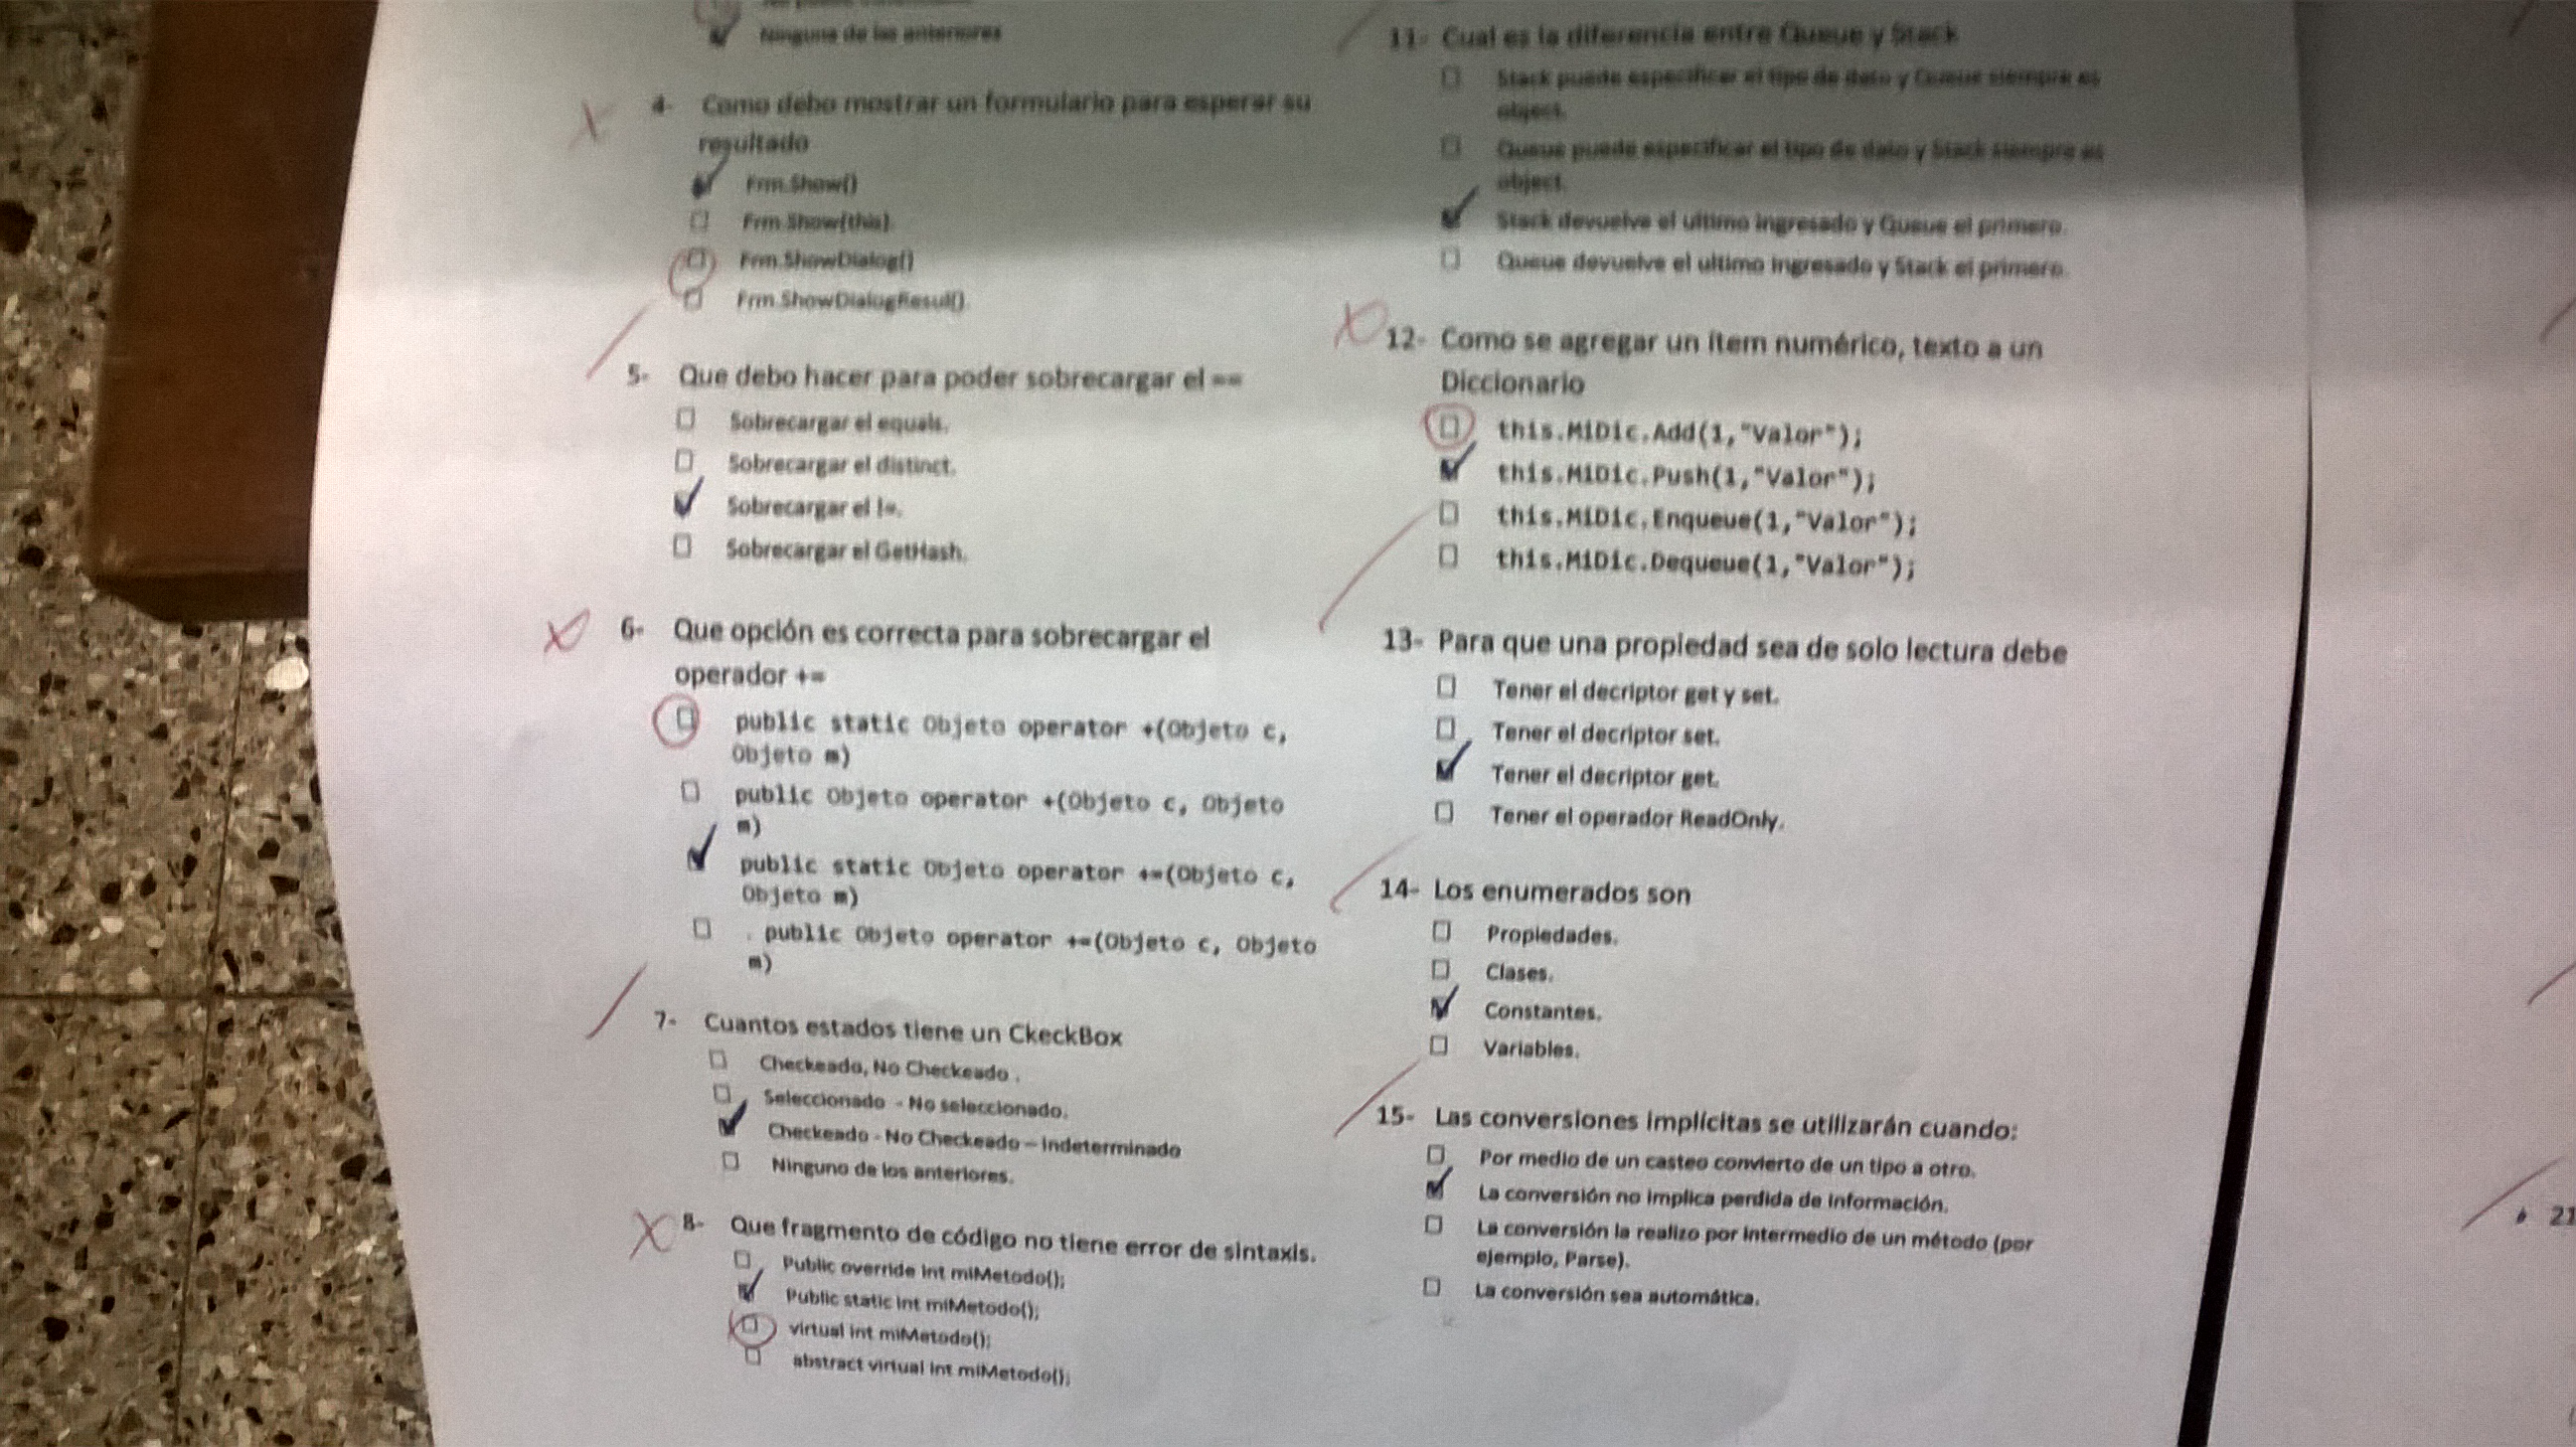 Ninguna de las anteriores
4- Como debo mostrar un formulario para esperar su
resultado
Frm.Show()
Frm.Show(this)
Frm.ShowDialog()
Frm.ShowDialogResul()
5- Que debo hacer para poder sobrecargar el ==
Sobrecargar el equals.
Sobrecargar el distinct.
Sobrecargar el !=.
Sobrecargar el GetHash.
6- Que opción es correcta para sobrecargar el
operador +=
public static Objeto operator +(Objeto c,
Objeto m)
public Objeto operator +(Objeto c, Objeto
m)
public static Objeto operator +=(Objeto c,
Objeto m)
. public Objeto operator +=(Objeto c, Objeto
m)
7- Cuantos estados tiene un CkeckBox
Checkeado, No Checkeado .
Seleccionado - No seleccionado.
Checkeado - No Checkeado – Indeterminado
Ninguno de los anteriores.
8- Que fragmento de código no tiene error de sintaxis.
Public override int miMetodo();
Public static int miMetodo();
virtual int miMetodo();
abstract virtual int miMetodo();
11- Cual es la diferencia entre Queue y Stack
Stack puede especificar el tipo de dato y Queue siempre es
object.
Queue puede especificar el tipo de dato y Stack siempre es
object.
Stack devuelve el ultimo ingresado y Queue el primero.
Queue devuelve el ultimo ingresado y Stack el primero.
12- Como se agregar un ítem numérico, texto a un
Diccionario
this.MiDic.Add(1,"Valor");
this.MiDic.Push(1,"Valor");
this.MiDic.Enqueue(1,"Valor");
this.MiDic.Dequeue(1,"Valor");
13- Para que una propiedad sea de solo lectura debe
Tener el decriptor get y set.
Tener el decriptor set.
Tener el decriptor get.
Tener el operador ReadOnly.
14- Los enumerados son
Propiedades.
Clases.
Constantes.
Variables.
15- Las conversiones implícitas se utilizarán cuando:
Por medio de un casteo convierto de un tipo a otro.
La conversión no implica perdida de información.
La conversión la realizo por intermedio de un método (por
ejemplo, Parse).
La conversión sea automática.
21